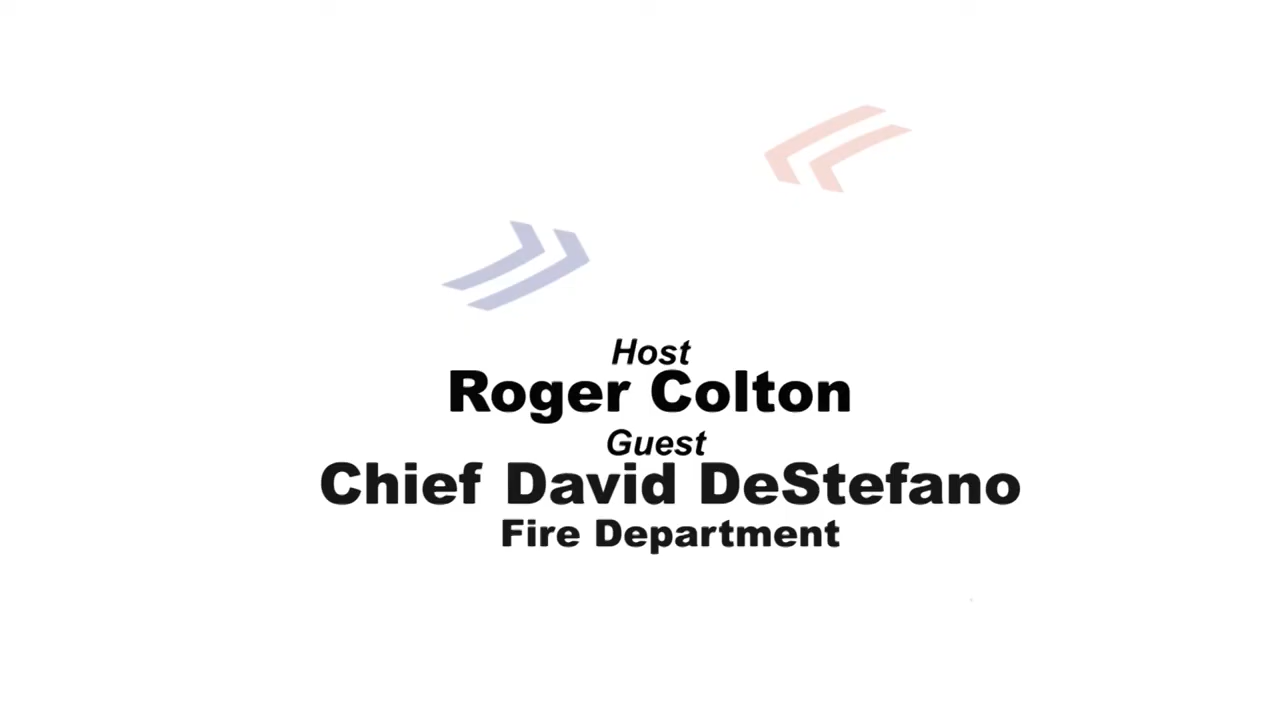 Host
Roger Colton
Guest
Chief David DeStefano
Fire Department